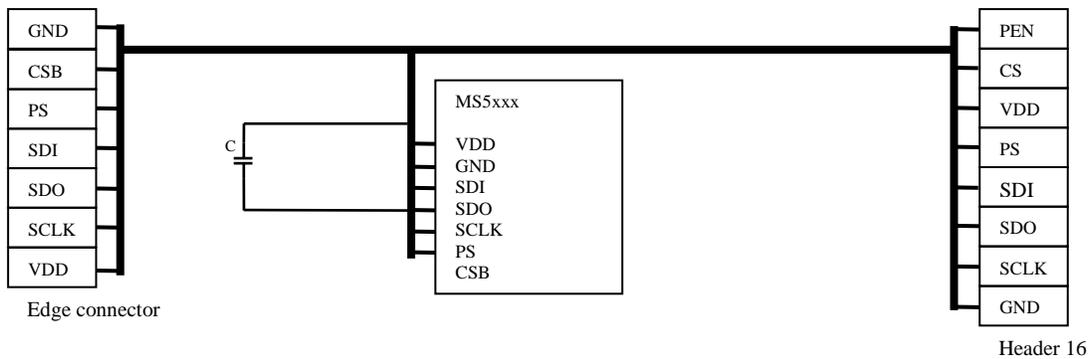 GND
CSB
PS
SDI
SDO
SCLK
VDD
Edge connector
C
MS5xxx
VDD
GND
SDI
SDO
SCLK
PS
CSB
PEN
CS
VDD
PS
SDI
SDO
SCLK
GND
Header 16